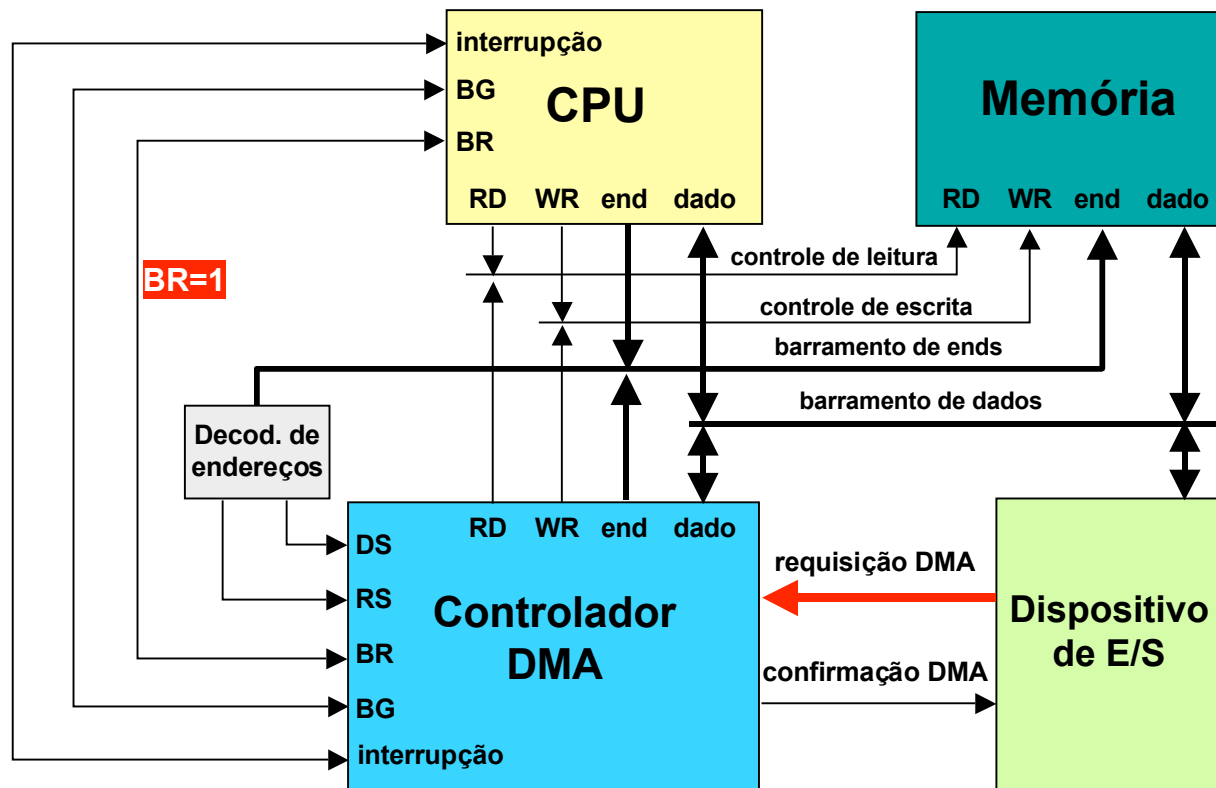 interrupção
BG
CPU
BR
RD WR end dado
Memória
RD WR end dado
controle de leitura
BR=1
controle de escrita
barramento de ends
barramento de dados
Decod. de
endereços
RD WR end dado
DS
RS
BR
BG
interrupção
Controlador
DMA
requisição DMA
confirmação DMA
Dispositivo
de E/S